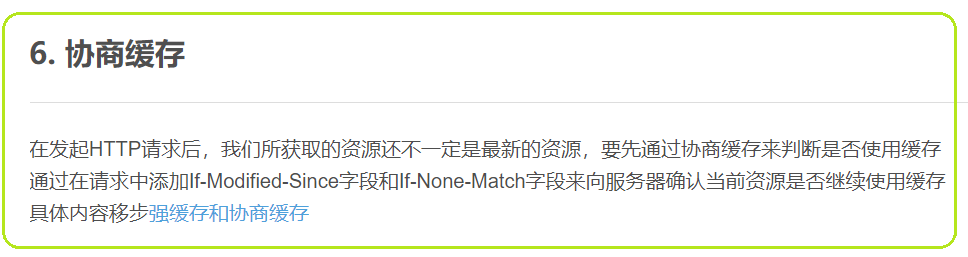 6. 协商缓存
在发起HTTP请求后，我们所获取的资源还不一定是最新的资源，要先通过协商缓存来判断是否使用缓存
通过在请求中添加If-Modified-Since字段和If-None-Match字段来向服务器确认当前资源是否继续使用缓存
具体内容移步强缓存和协商缓存